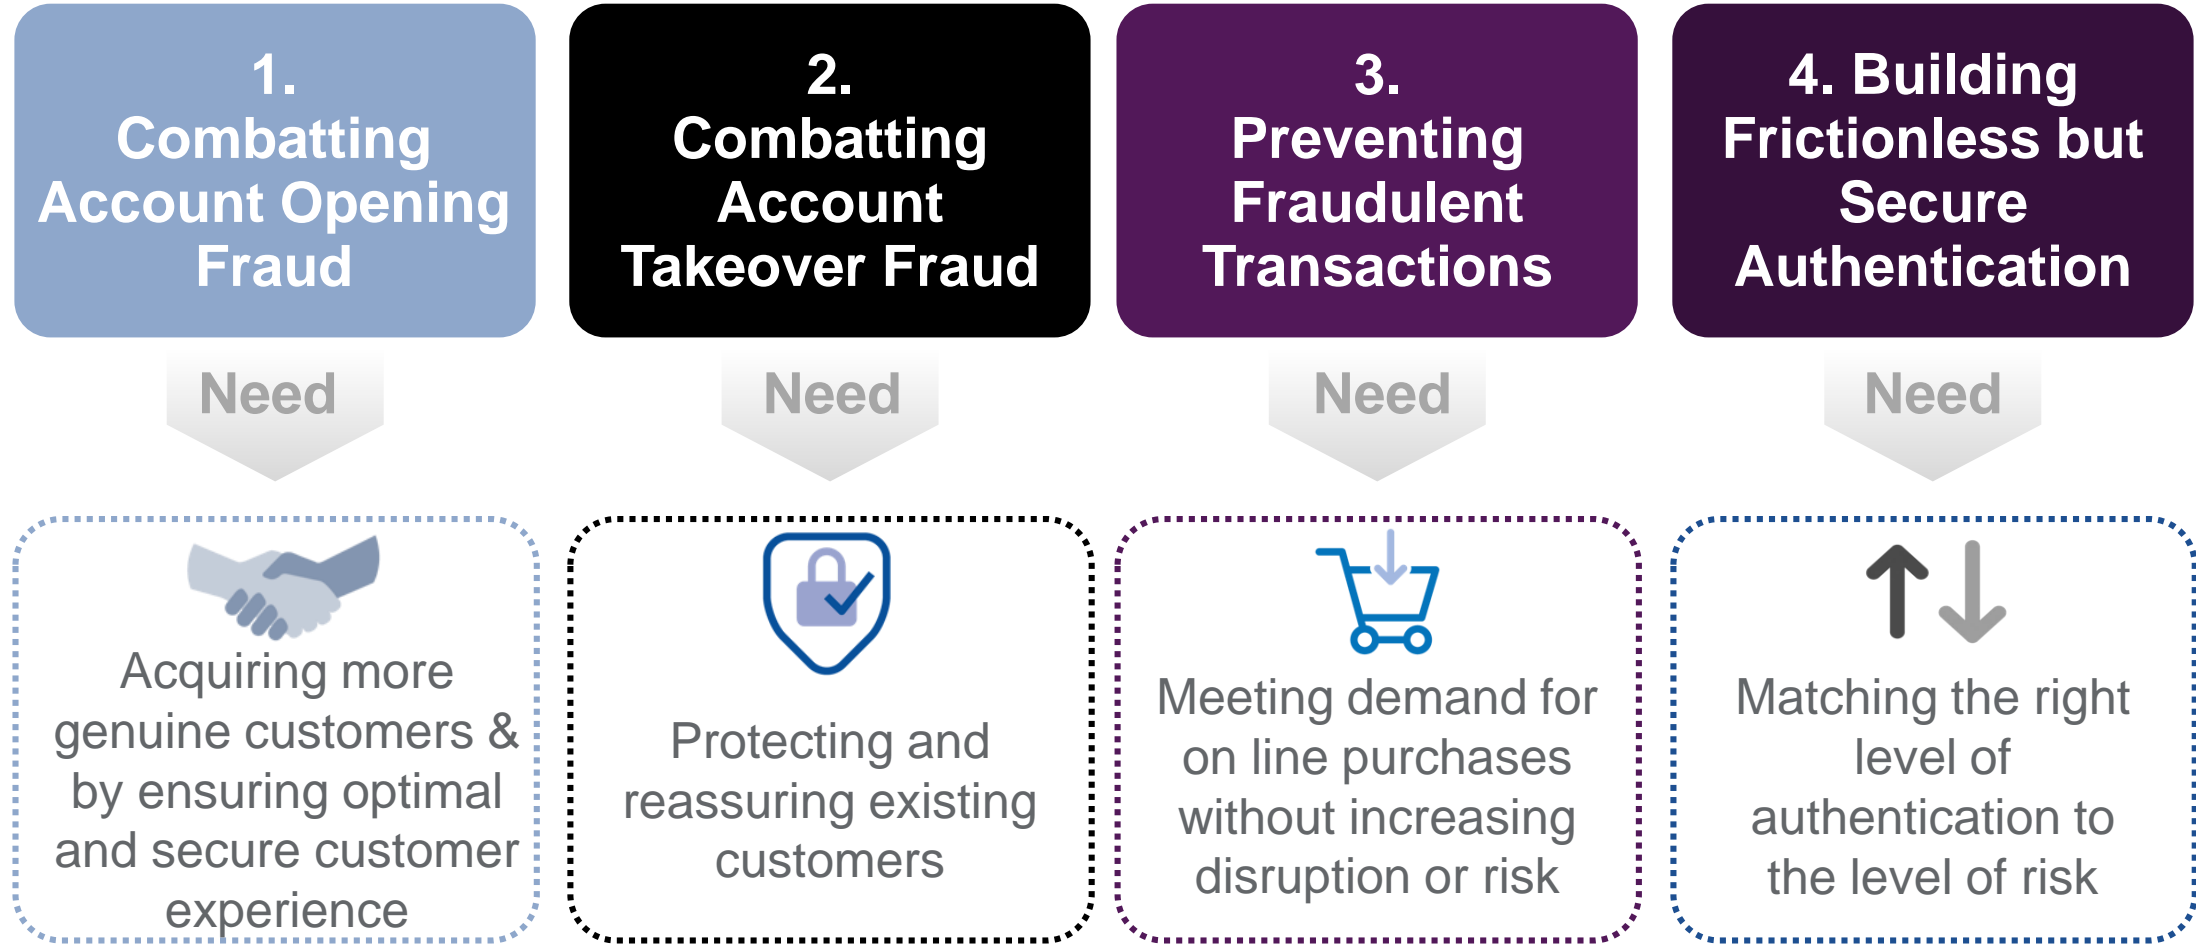 1.
Combatting
Account Opening
Fraud
2.
Combatting
Account
Takeover Fraud
3.
Preventing
Fraudulent
Transactions
4. Building
Frictionless but
Secure
Authentication
Need
Need
Need
Need
Acquiring more
genuine customers &
by ensuring optimal
and secure customer
experience
Protecting and
reassuring existing
customers
Meeting demand for
on line purchases
without increasing
disruption or risk
Matching the right
level of
authentication to
the level of risk